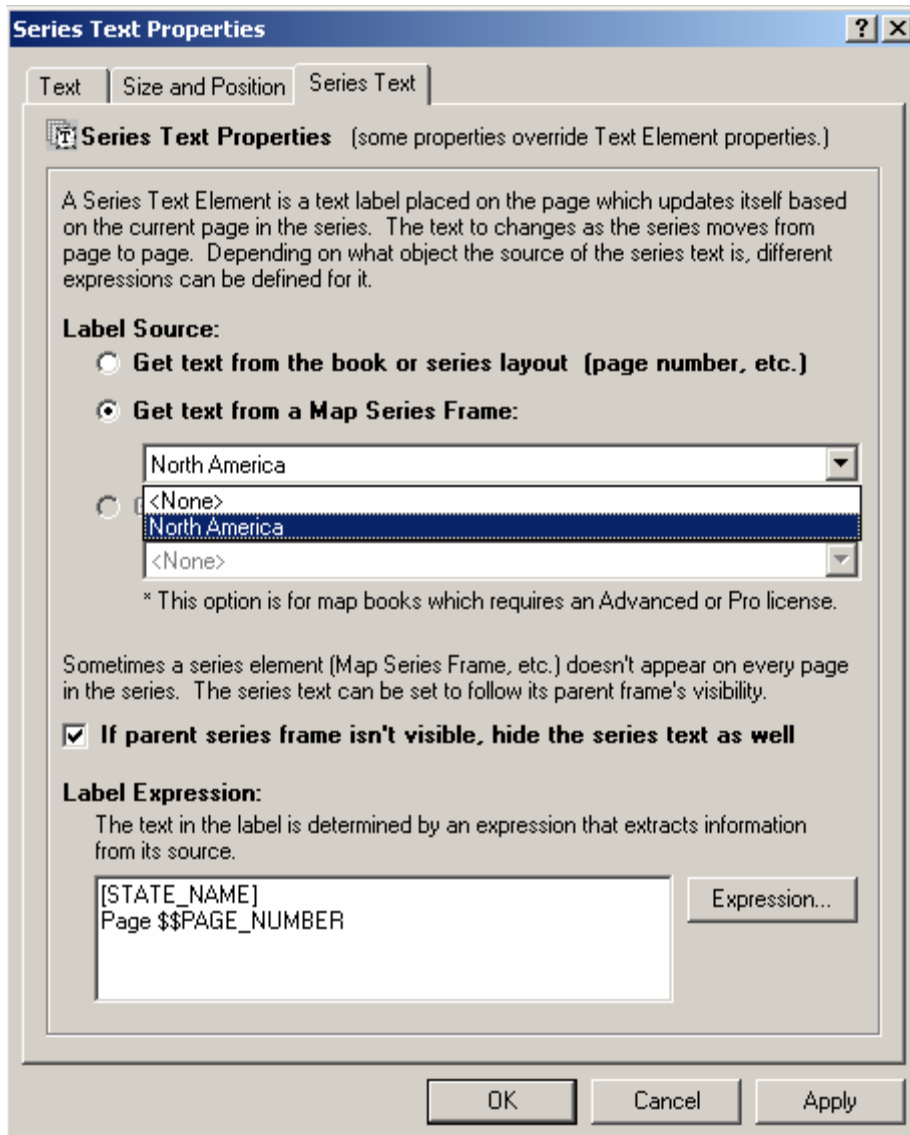 Series Text Properties
Text
Size and Position
Series Text
Series Text Properties (some properties override Text Element properties.)
A Series Text Element is a text label placed on the page which updates itself based
on the current page in the series. The text to changes as the series moves from
page to page. Depending on what object the source of the series text is, different
expressions can be defined for it.
Label Source:
Get text from the book or series layout (page number, etc.)
Get text from a Map Series Frame:
North America
<None>
North America
<None>
* This option is for map books which requires an Advanced or Pro license.
Sometimes a series element (Map Series Frame, etc.) doesn't appear on every page
in the series. The series text can be set to follow its parent frame's visibility.
If parent series frame isn't visible, hide the series text as well
Label Expression:
The text in the label is determined by an expression that extracts information
from its source.
[STATE_NAME]
Page $$PAGE_NUMBER
Expression...
OK
Cancel
Apply